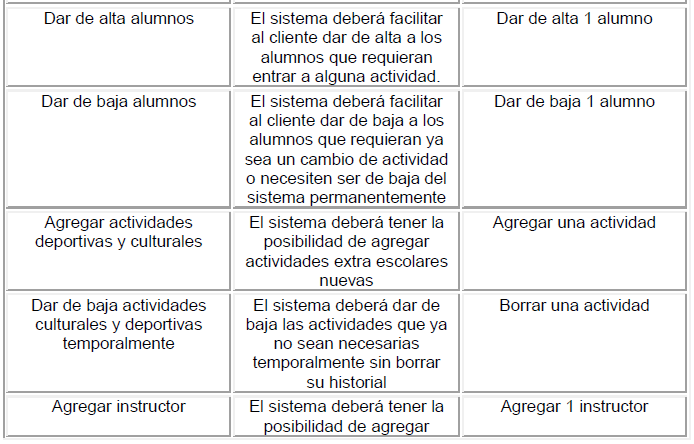 Dar de alta alumnos
El sistema deberá facilitar
al cliente dar de alta a los
alumnos que requieran
entrar a alguna actividad.
Dar de alta 1 alumno
Dar de baja alumnos
El sistema deberá facilitar
al cliente dar de baja a los
alumnos que requieran ya
sea un cambio de actividad
o necesiten ser de baja del
sistema permanentemente
Dar de baja 1 alumno
Agregar actividades
deportivas y culturales
El sistema deberá tener la
posibilidad de agregar
actividades extra escolares
nuevas
Agregar una actividad
Dar de baja actividades
culturales y deportivas
temporalmente
El sistema deberá dar de
baja las actividades que ya
no sean necesarias
temporalmente sin borrar
su historial
Borrar una actividad
Agregar instructor
El sistema deberá tener la
posibilidad de agregar
Agregar 1 instructor